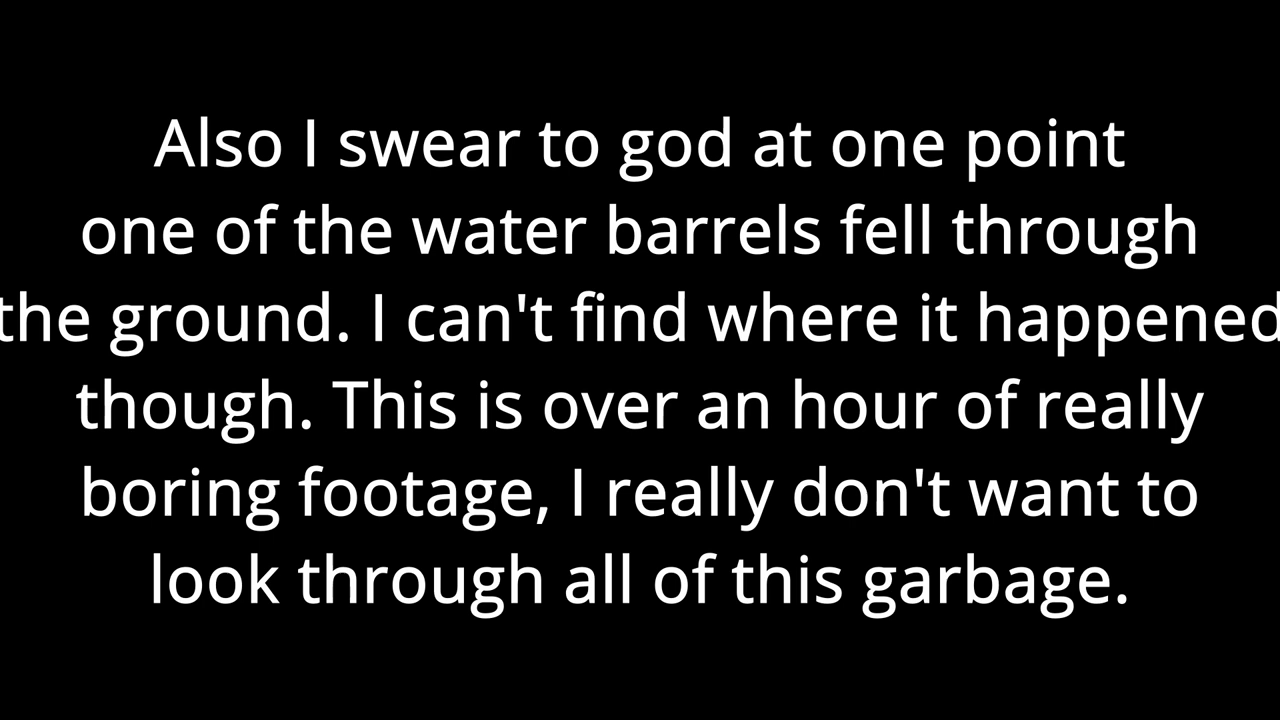 Also I swear to god at one point
one of the water barrels fell through
the ground. I can't find where it happened
though. This is over an hour of really
boring footage, I really don't want to
look through all of this garbage.